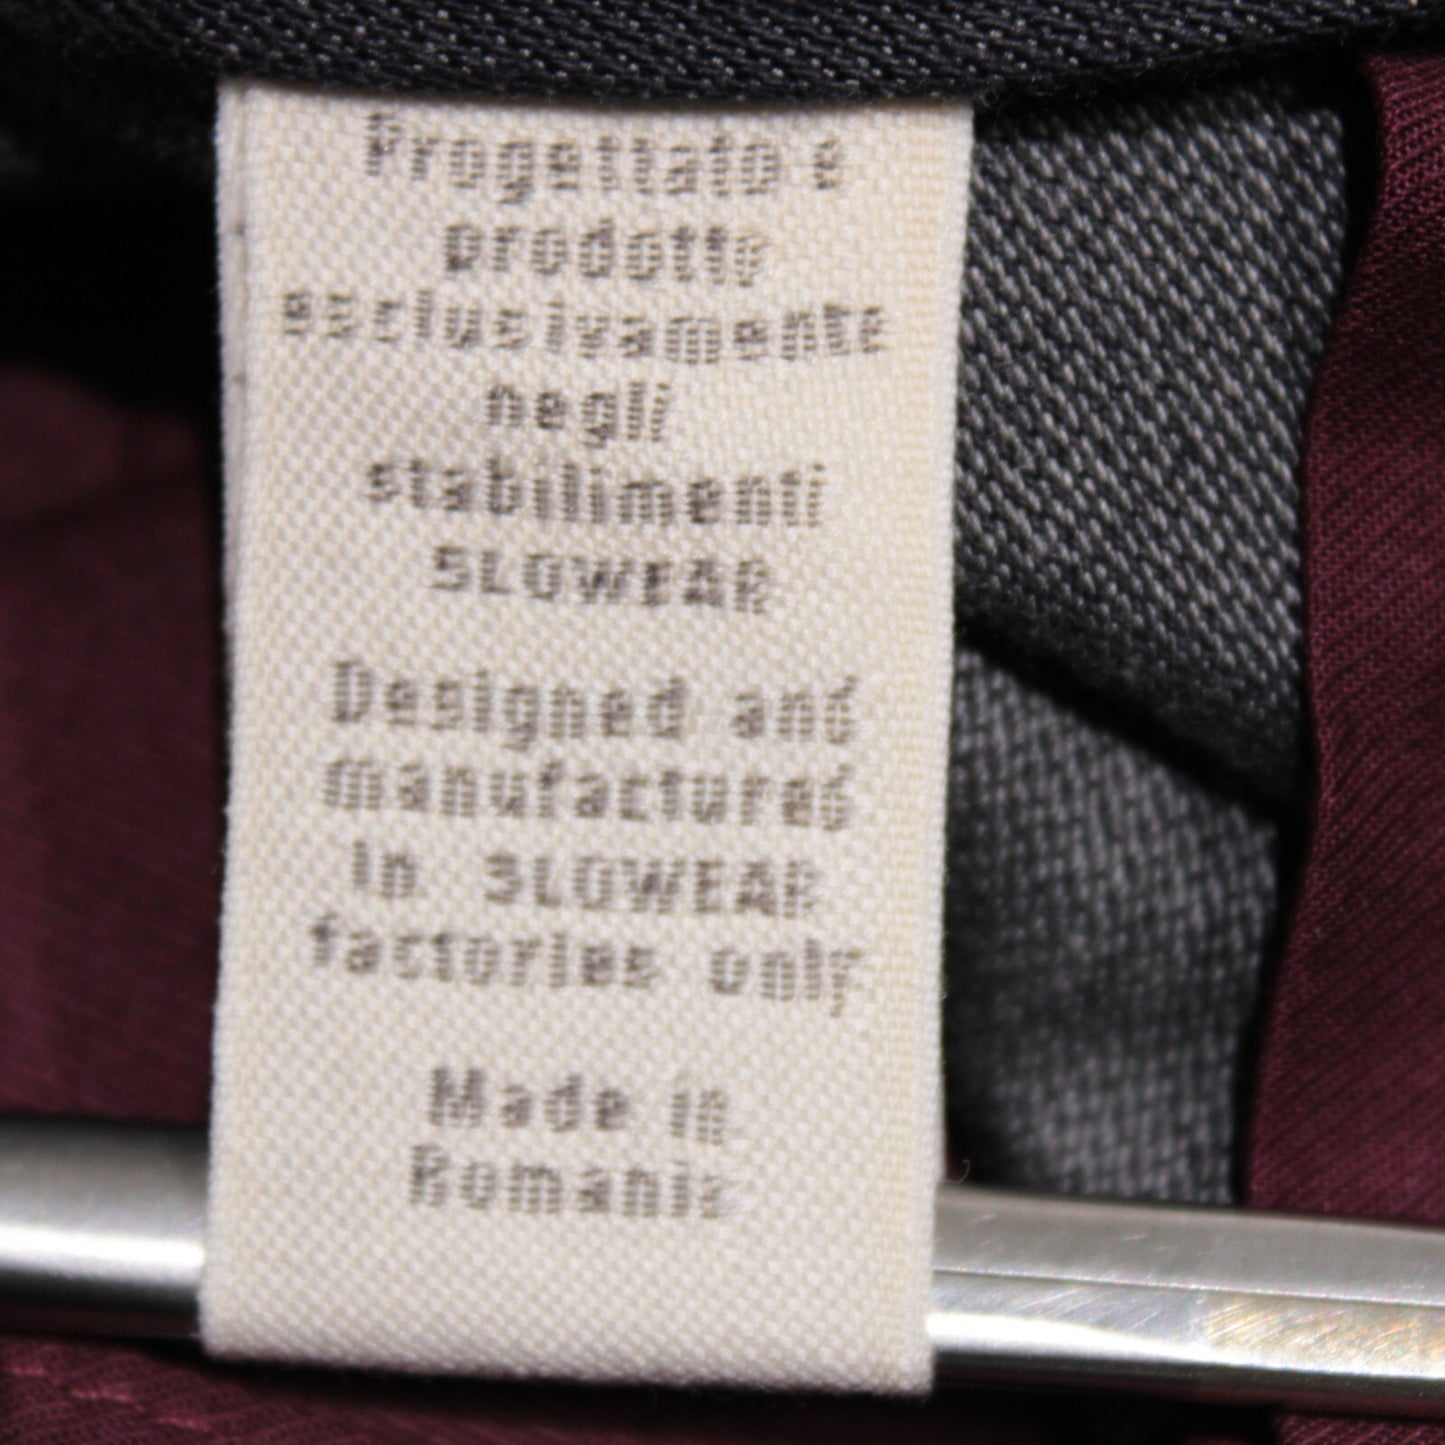 Progettato e
prodotto
esclusivamente
negli
stabilimenti
SLOWEAR
Designed and
manufactured
in SLOWEAR
factories only
Made in
Romania